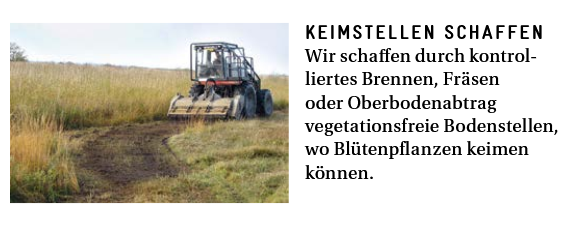 KEIMSTELLEN SCHAFFEN
Wir schaffen durch kontrol-
liertes Brennen, Fräsen
oder Oberbodenabtrag
vegetationsfreie Bodenstellen,
wo Blütenpflanzen keimen
können.